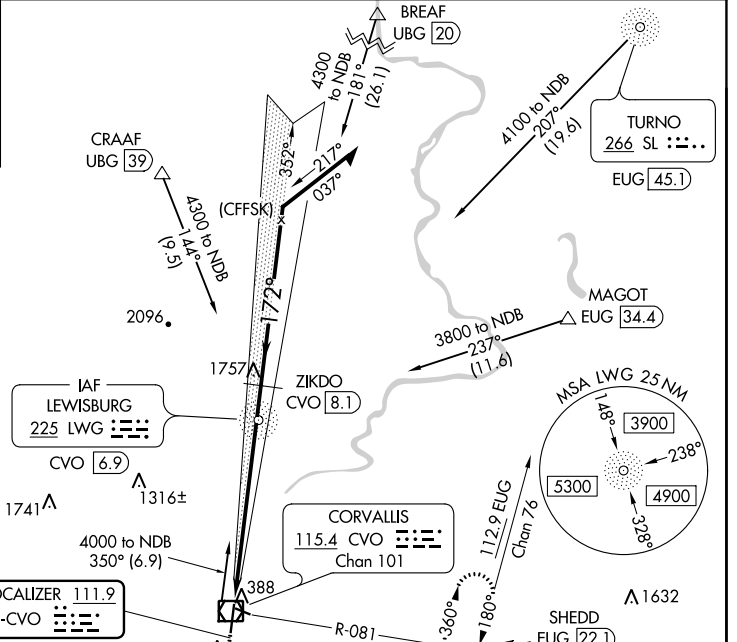 BREAF
UBG 20
4300
to NDB
181°
(26.1)
4100 to NDB
207°
(19.6)
TURNO
266 SL
EUG 45.1
CRAAF
UBG 39
352°
217°
037°
(CFFSK)
x
4300 to NDB
144°
(9.5)
172°
2096
MAGOT
EUG 34.4
3800 to NDB
237°
(11.6)
1757
ZIKDO
CVO 8.1
IAF
LEWISBURG
225 LWG
CVO 6.9
MSA LWG 25 NM
148°
3900
238°
5300
4900
328°
1741
1316±
112.9 EUG
Chan 76
CORVALLIS
115.4 CVO
Chan 101
4000 to NDB
350° (6.9)
OCALIZER 111.9
-CVO
388
360°
180°
1632
R-081
SHEDD
EUG 22.1